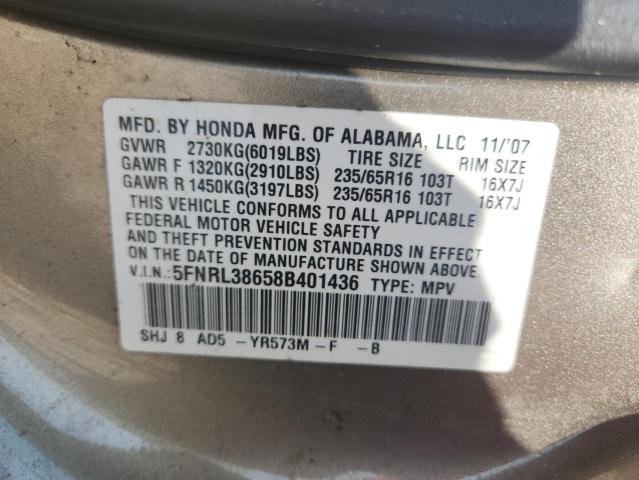 MFD. BY HONDA MFG. OF ALABAMA, LLC 11/'07
GVWR 2730KG(6019LBS) TIRE SIZE RIM SIZE
GAWR F 1320KG(2910LBS) 235/65R16 103T 16X7J
GAWR R 1450KG(3197LBS) 235/65R16 103T 16X7J
THIS VEHICLE CONFORMS TO ALL APPLICABLE
FEDERAL MOTOR VEHICLE SAFETY
AND THEFT PREVENTION STANDARDS IN EFFECT
ON THE DATE OF MANUFACTURE SHOWN ABOVE.
V.I.N.:5FNRL38658B401436 TYPE: MPV
SHJ 8 AD5 -YR573M-F -B